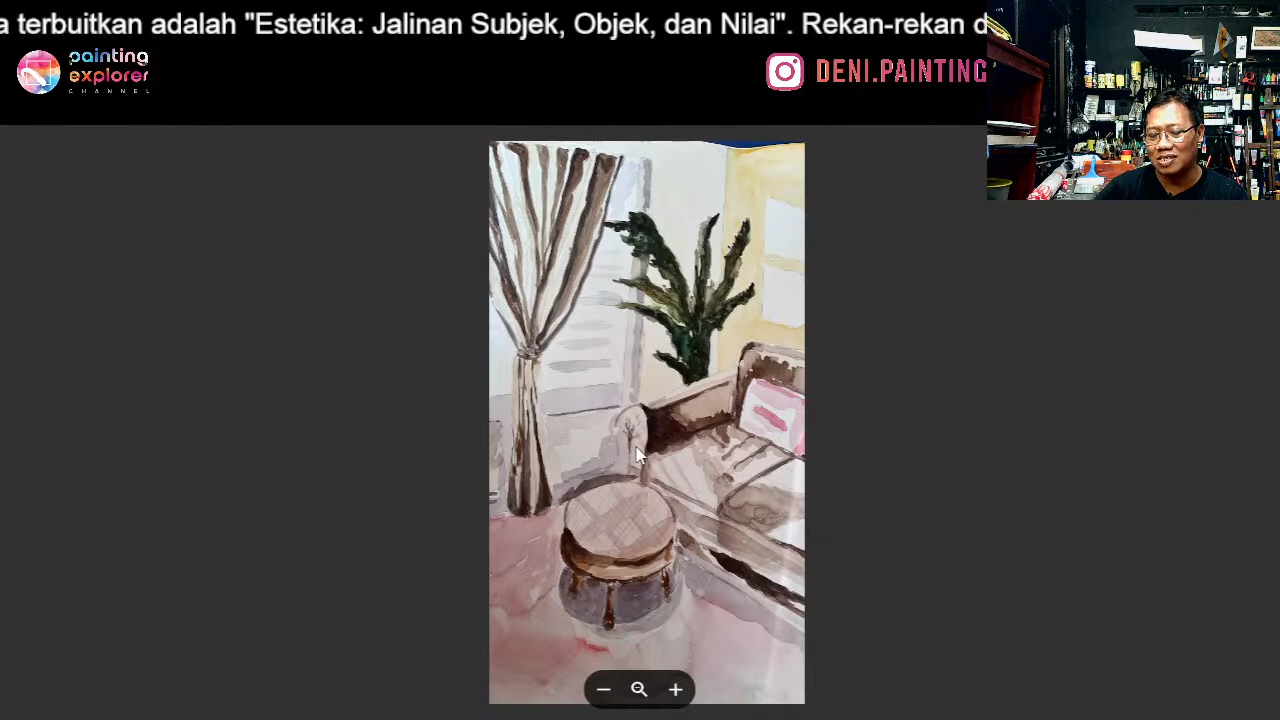 a terbuitkan adalah "Estetika: Jalinan Subjek, Objek, dan Nilai". Rekan-rekan d
painting
explorer
CHANNEL
DENI.PAINTING